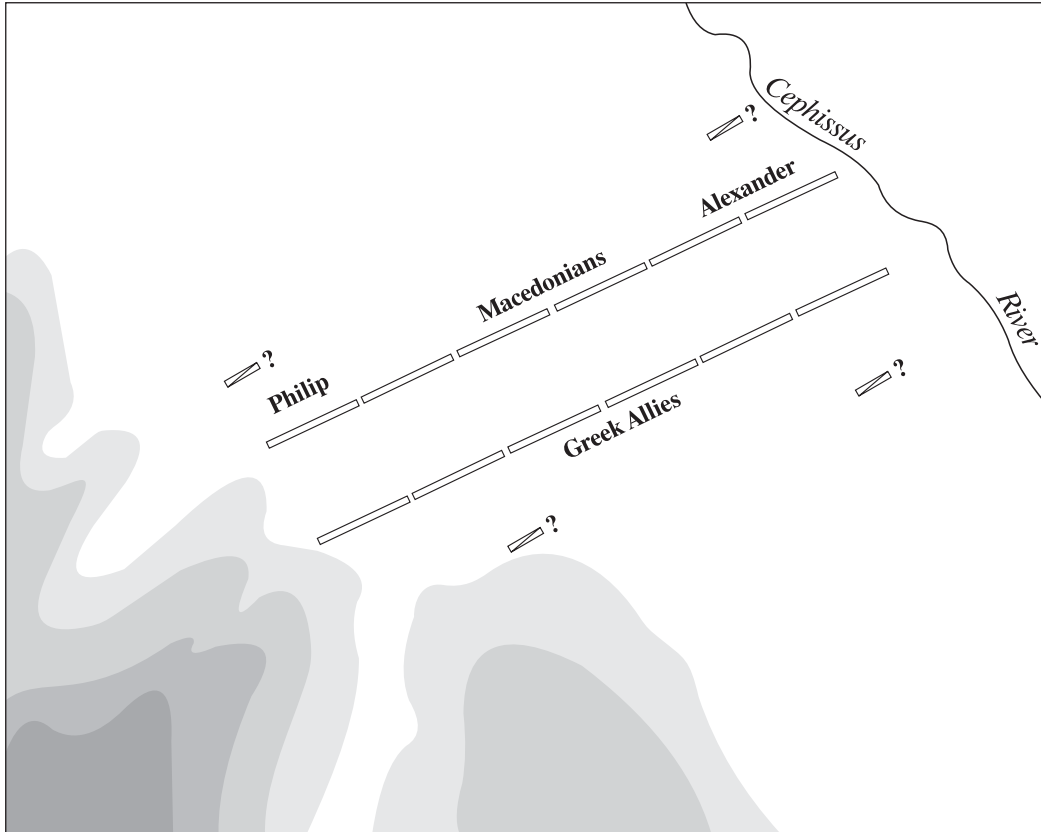 ?
Cephissus
Alexander
Macedonians
River
?
Philip
?
Greek Allies
?